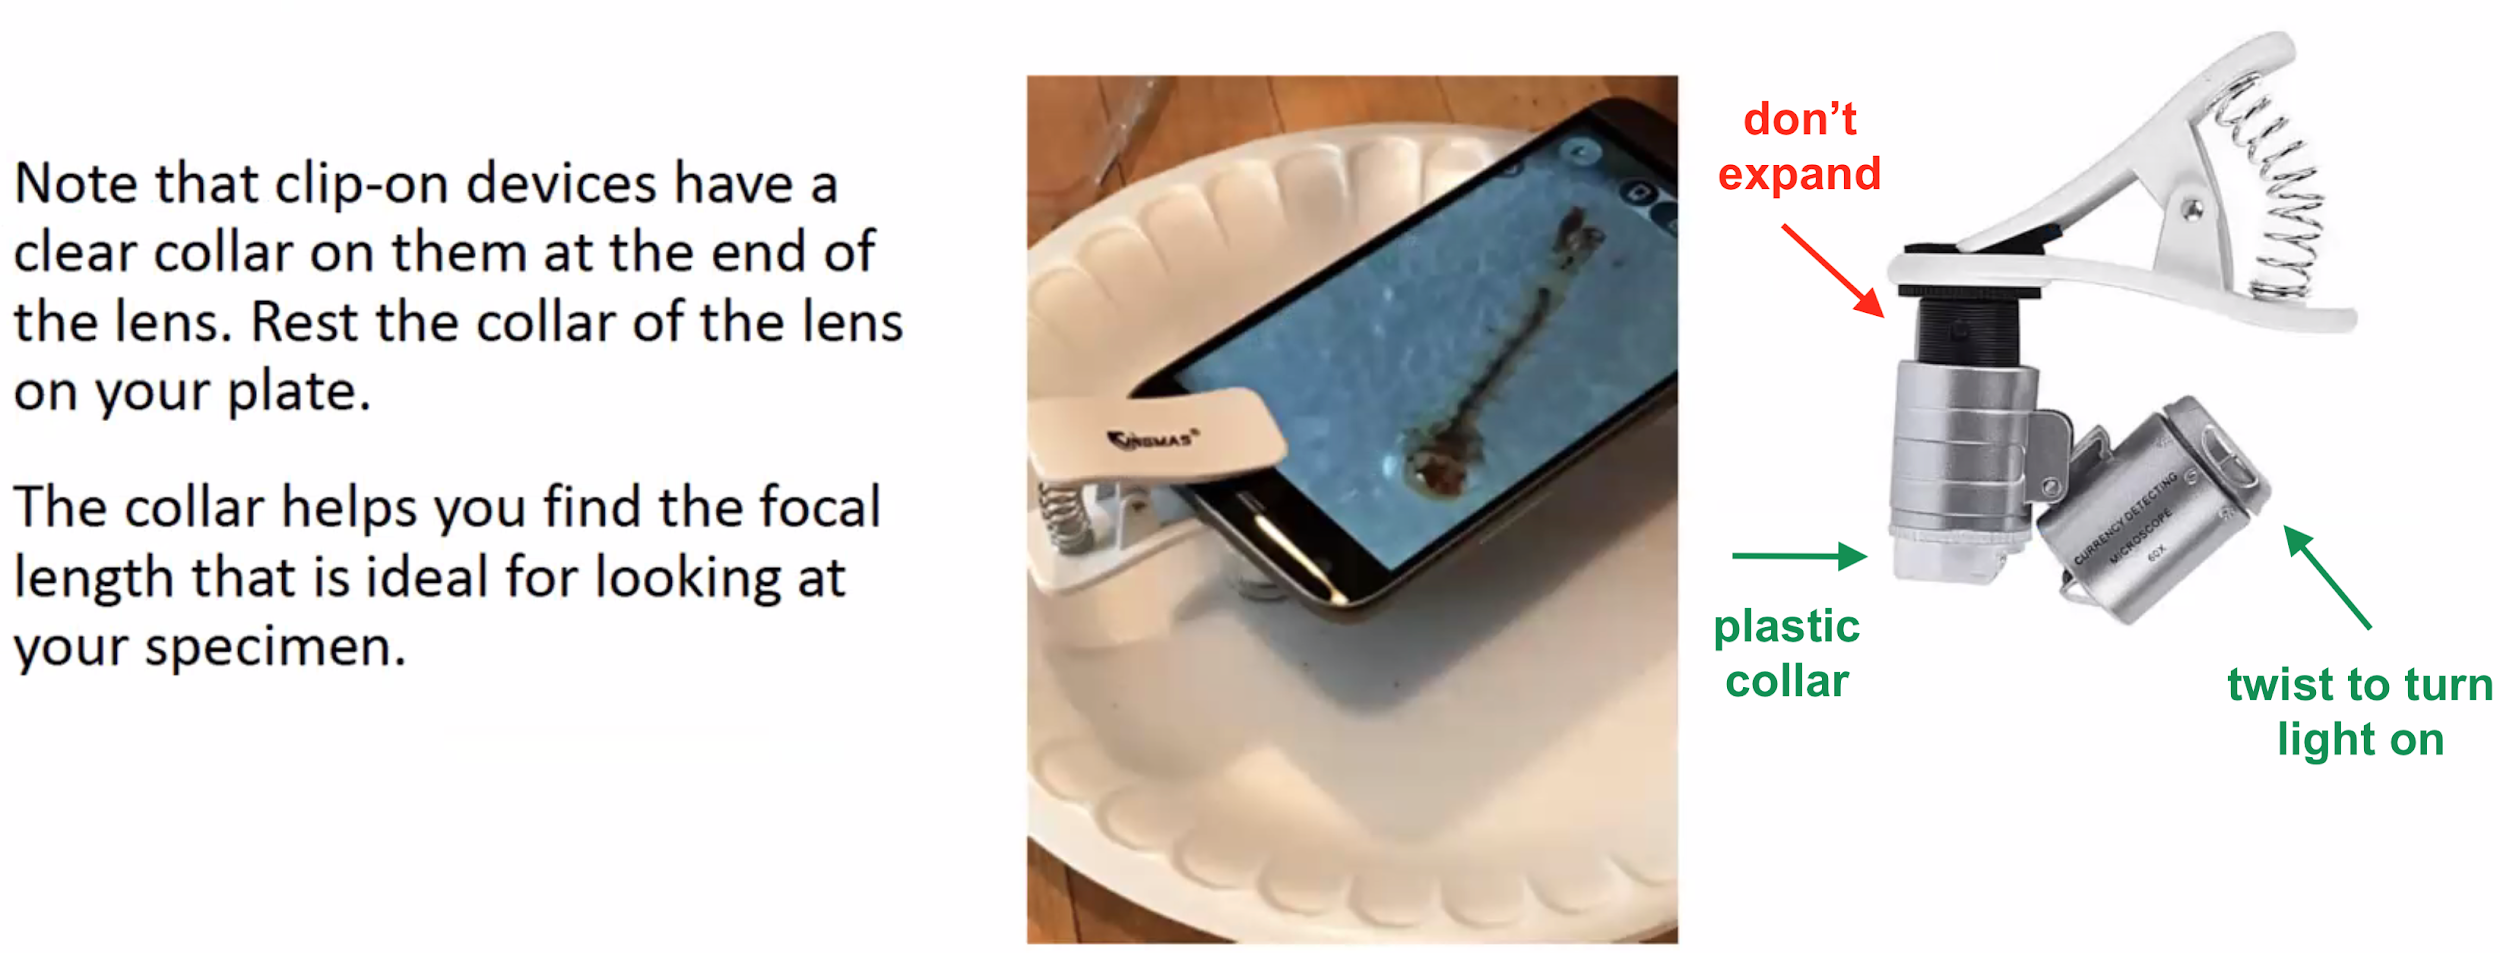 Note that clip-on devices have a
clear collar on them at the end of
the lens. Rest the collar of the lens
on your plate.
The collar helps you find the focal
length that is ideal for looking at
your specimen.
don't
expand
plastic
collar
twist to turn
light on
CURRENCY DETECTING
MICROSCOPE
60X